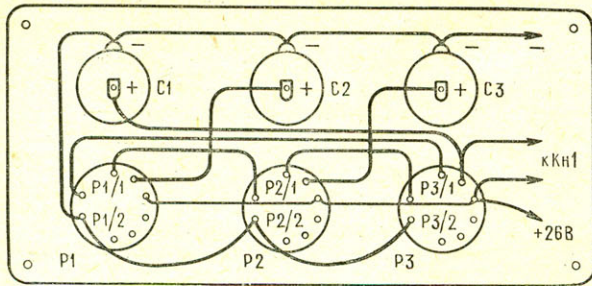 − − − −
+ C1 + C2 + C3
P1/1 P2/1 P3/1 кКн1
P1/2 P2/2 P3/2
+26В
P1 P2 P3